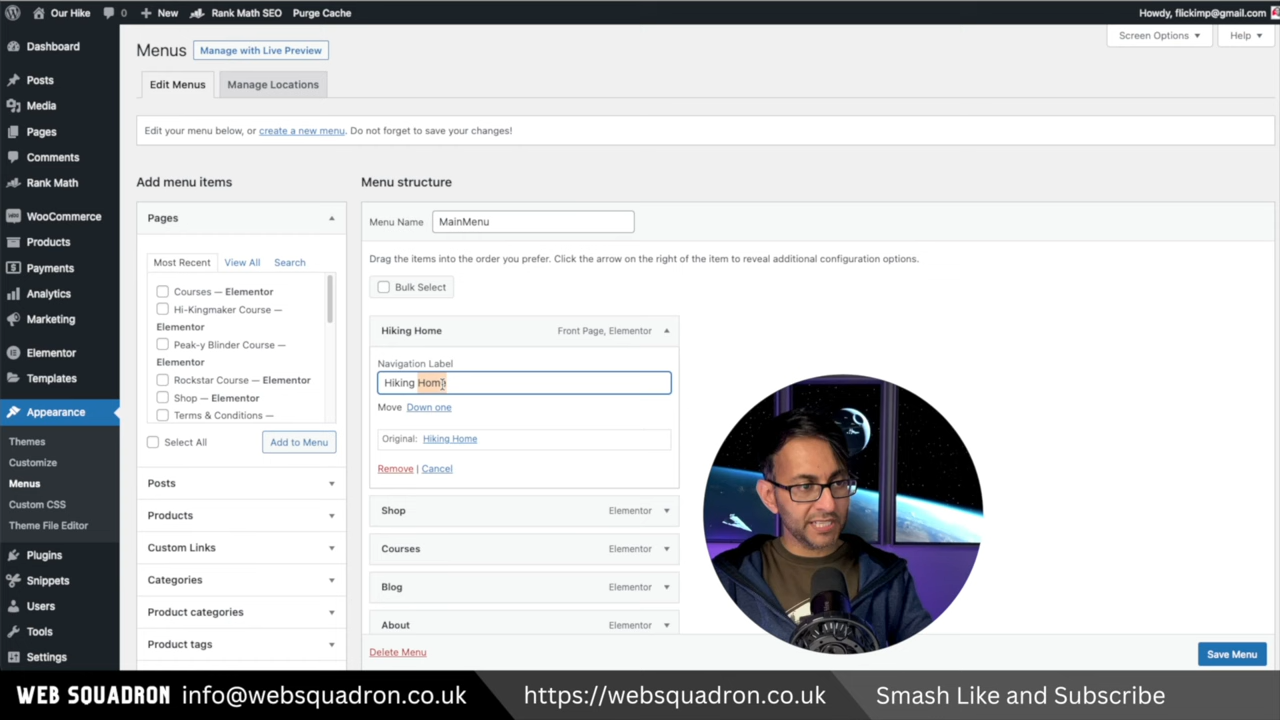 Our Hike
0
New
Rank Math SEO
Purge Cache
Howdy, flickimp@gmail.com
Dashboard
Posts
Media
Pages
Comments
Rank Math
WooCommerce
Products
Payments
Analytics
Marketing
Elementor
Templates
Appearance
Themes
Customize
Menus
Custom CSS
Theme File Editor
Plugins
Snippets
Users
Tools
Settings
Menus
Manage with Live Preview
Screen Options
Help
Edit Menus
Manage Locations
Edit your menu below, or create a new menu. Do not forget to save your changes!
Add menu items
Pages
Most Recent
View All
Search
Courses — Elementor
Hi-Kingmaker Course —
Elementor
Peak-y Blinder Course —
Elementor
Rockstar Course — Elementor
Shop — Elementor
Terms & Conditions —
Select All
Add to Menu
Posts
Products
Custom Links
Categories
Product categories
Product tags
Menu structure
Menu Name
MainMenu
Drag the items into the order you prefer. Click the arrow on the right of the item to reveal additional configuration options.
Bulk Select
Hiking Home
Front Page, Elementor
Navigation Label
Hiking Home
Move Down one
Original: Hiking Home
Remove | Cancel
Shop
Elementor
Courses
Elementor
Blog
Elementor
About
Elementor
Delete Menu
Save Menu
WEB SQUADRON
info@websquadron.co.uk
https://websquadron.co.uk
Smash Like and Subscribe